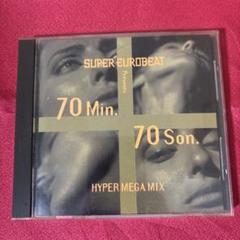 SUPER EUROBEAT
Presents
70 Min.
70 Son.
HYPER MEGA MIX